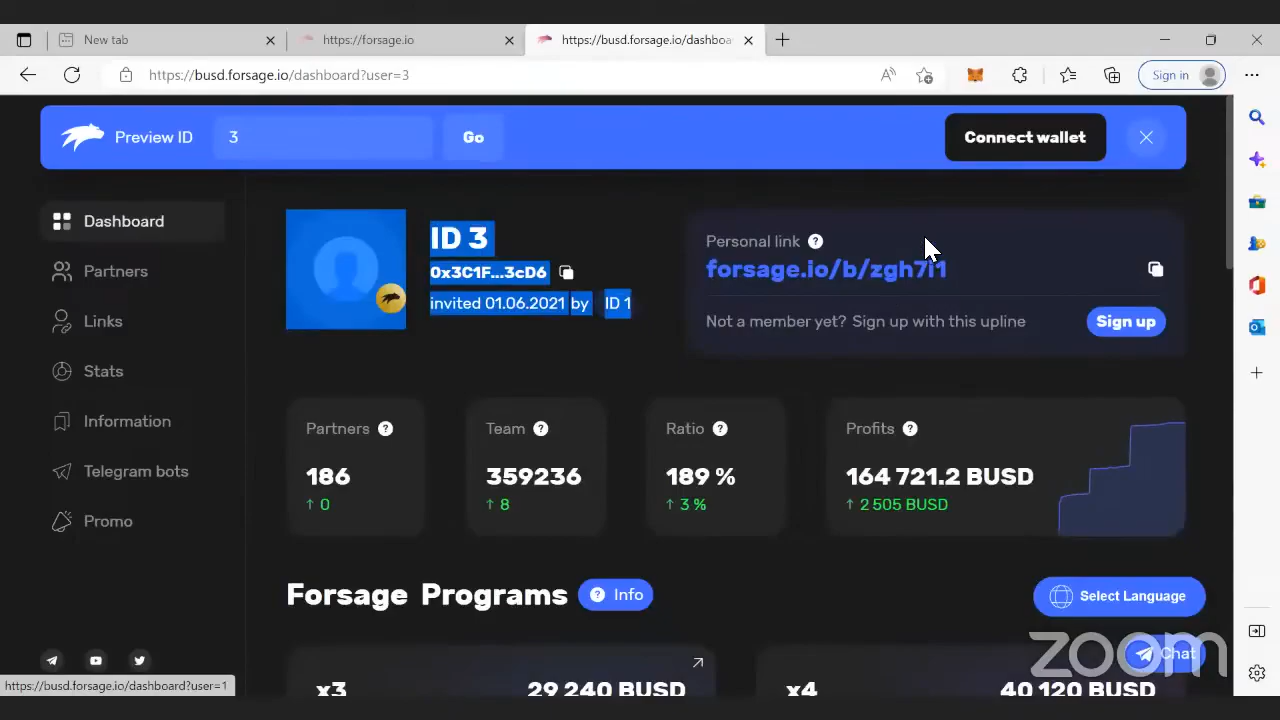 New tab
https://forsage.io
https://busd.forsage.io/dashboa
https://busd.forsage.io/dashboard?user=3
Sign in
Preview ID
3
Go
Connect wallet
Dashboard
Partners
Links
Stats
Information
Telegram bots
Promo
ID 3
0x3C1F...3cD6
invited 01.06.2021 by ID 1
Personal link
forsage.io/b/zgh7i1
Not a member yet? Sign up with this upline
Sign up
Partners
186
↑ 0
Team
359236
↑ 8
Ratio
189 %
↑ 3 %
Profits
164 721.2 BUSD
↑ 2 505 BUSD
Forsage Programs
Info
Select Language
x3
29 240 BUSD
x4
40 120 BUSD
Chat
zoom
https://busd.forsage.io/dashboard?user=1